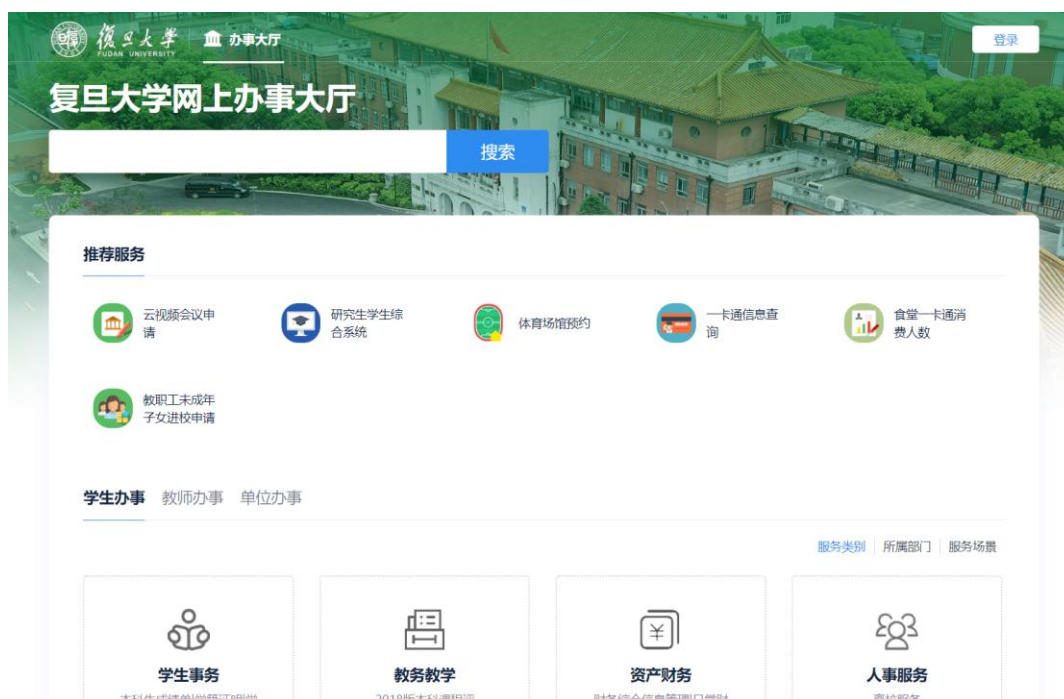 復旦大學
FUDAN UNIVERSITY
办事大厅
登录
复旦大学网上办事大厅
搜索
推荐服务
云视频会议申
请
研究生学生综
合系统
体育场馆预约
一卡通信息查
询
食堂一卡通消
费人数
教职工未成年
子女进校申请
学生办事 教师办事 单位办事
服务类别 所属部门 服务场景
学生事务
教务教学
资产财务
人事服务